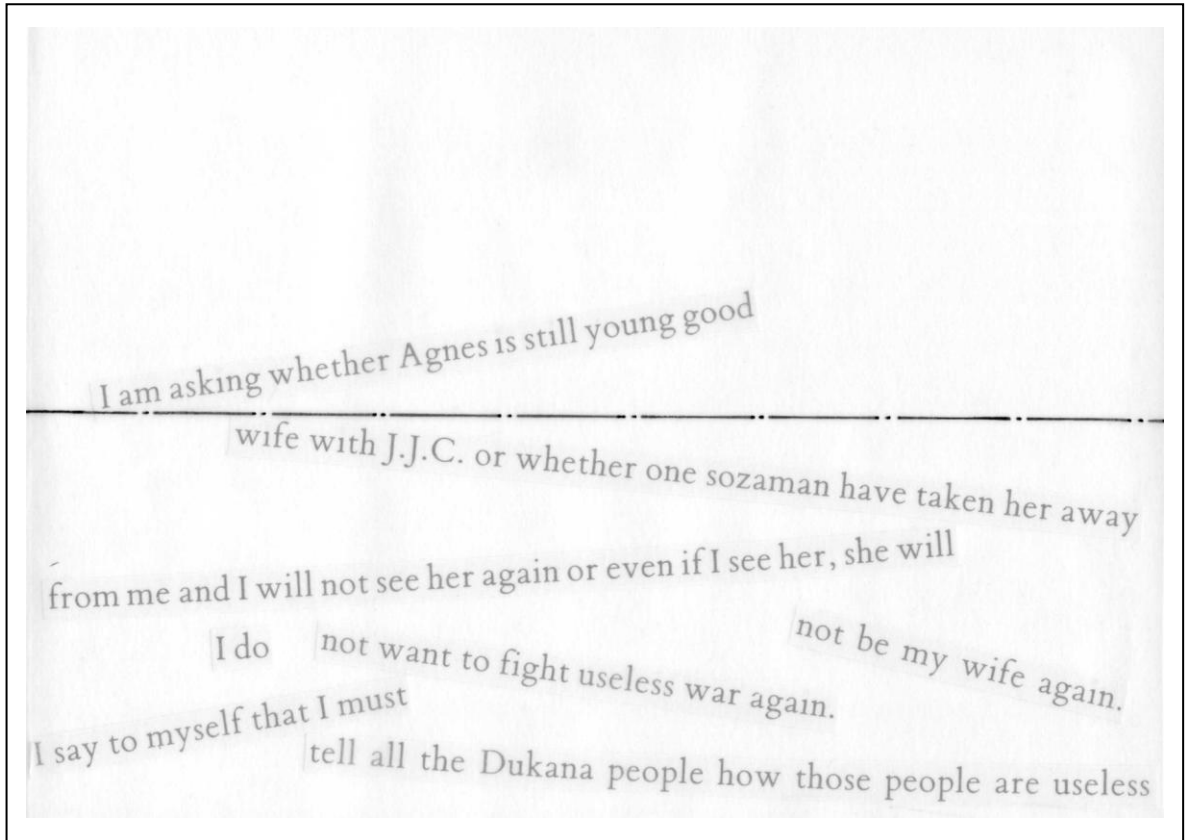 I am asking whether Agnes is still young good
wife with J.J.C. or whether one sozaman have taken her away
from me and I will not see her again or even if I see her, she will
not be my wife again.
I do not want to fight useless war again.
I say to myself that I must
tell all the Dukana people how those people are useless